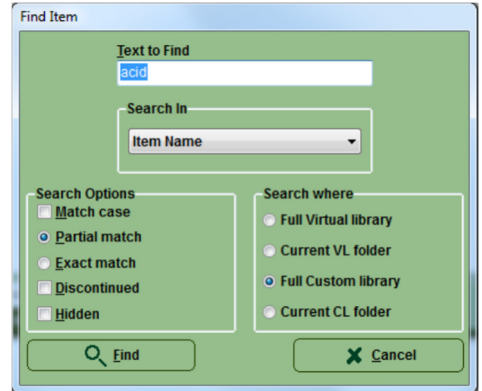 Find Item
Text to Find
acid
Search In
Item Name
Search Options
Match case
Partial match
Exact match
Discontinued
Hidden
Search where
Full Virtual library
Current VL folder
Full Custom library
Current CL folder
Find
Cancel